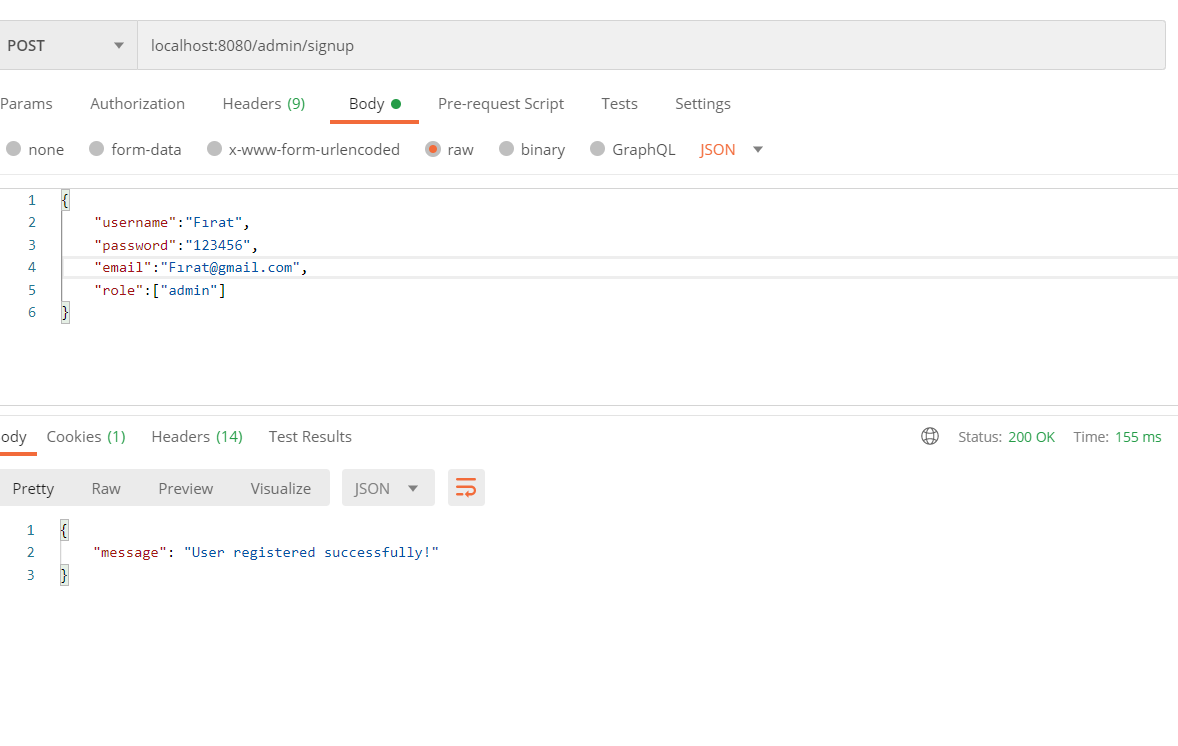 POST localhost:8080/admin/signup
Params Authorization Headers (9) Body Pre-request Script Tests Settings
none form-data x-www-form-urlencoded raw binary GraphQL JSON
1 {
2 "username":"Fırat",
3 "password":"123456",
4 "email":"Fırat@gmail.com",
5 "role":["admin"]
6 }
ody Cookies (1) Headers (14) Test Results Status: 200 OK Time: 155 ms
Pretty Raw Preview Visualize JSON
1 {
2 "message": "User registered successfully!"
3 }